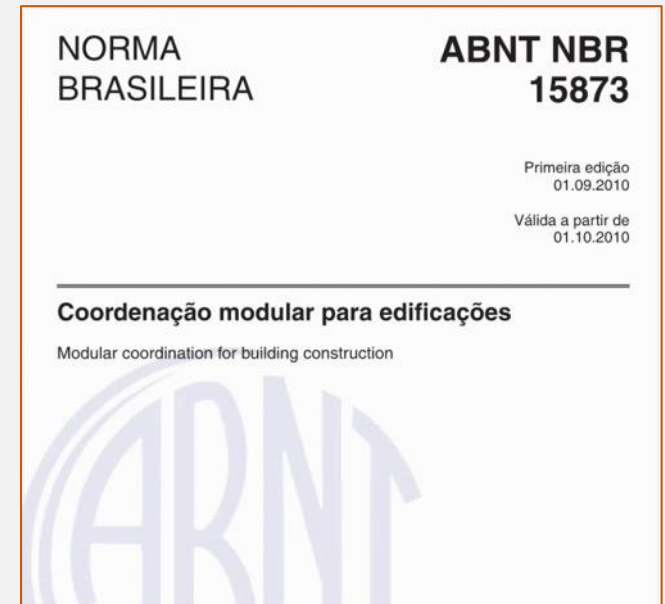 NORMA
BRASILEIRA
ABNT NBR
15873
Primeira edição
01.09.2010
Válida a partir de
01.10.2010
Coordenação modular para edificações
Modular coordination for building construction
ABNT